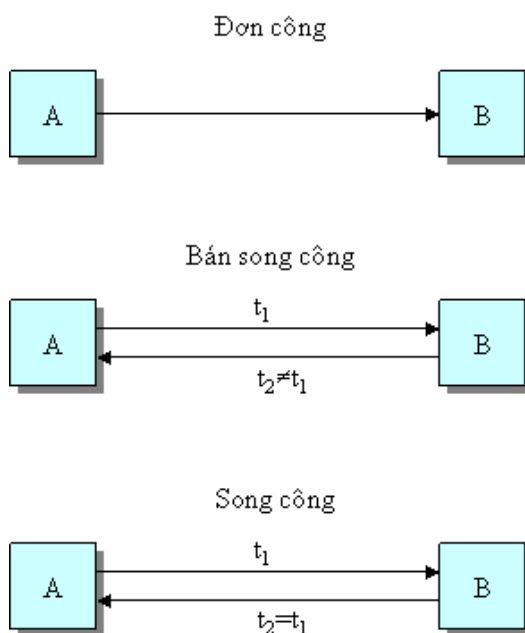 Đơn công
A B
Bán song công
t1
A B
t2≠t1
Song công
t1
A B
t2=t1